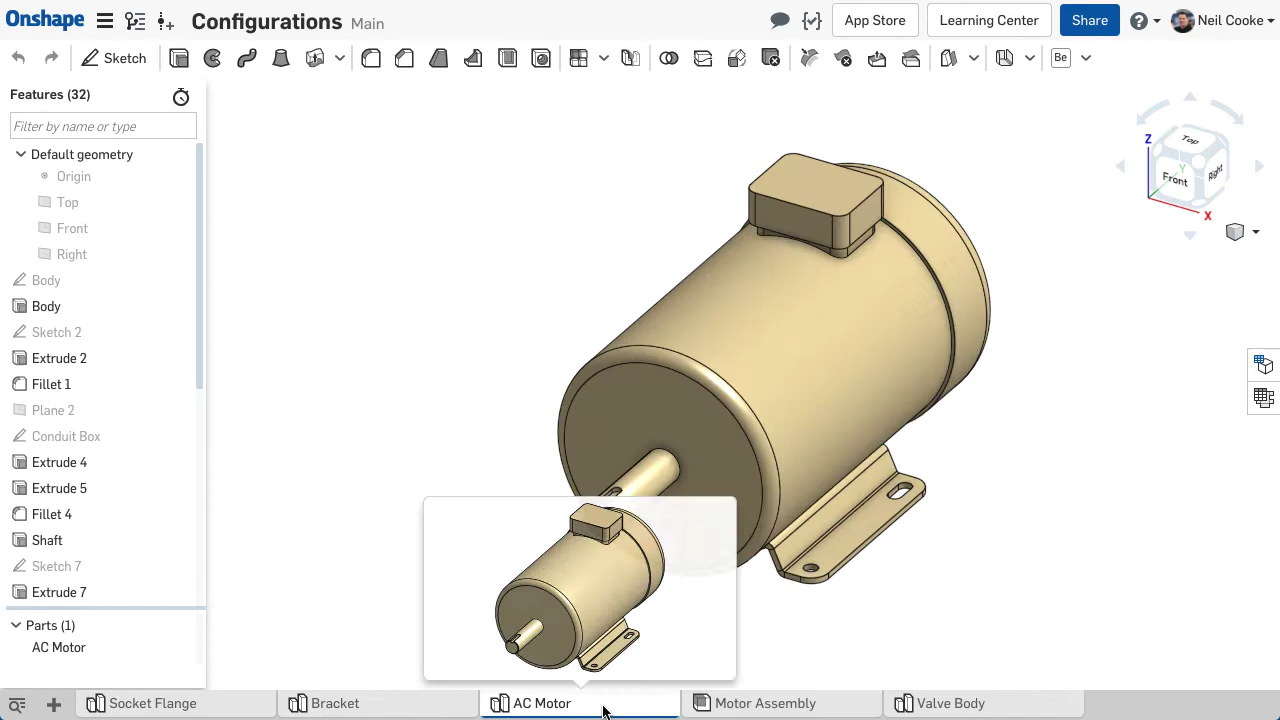 Onshape Configurations Main App Store Learning Center Share Neil Cooke
Sketch Be
Features (32)
Filter by name or type
Default geometry
Origin
Top
Front
Right
Body
Body
Sketch 2
Extrude 2
Fillet 1
Plane 2
Conduit Box
Extrude 4
Extrude 5
Fillet 4
Shaft
Sketch 7
Extrude 7
Parts (1)
AC Motor
Z
Top
Y
Front
Right
X
Socket Flange Bracket AC Motor Motor Assembly Valve Body